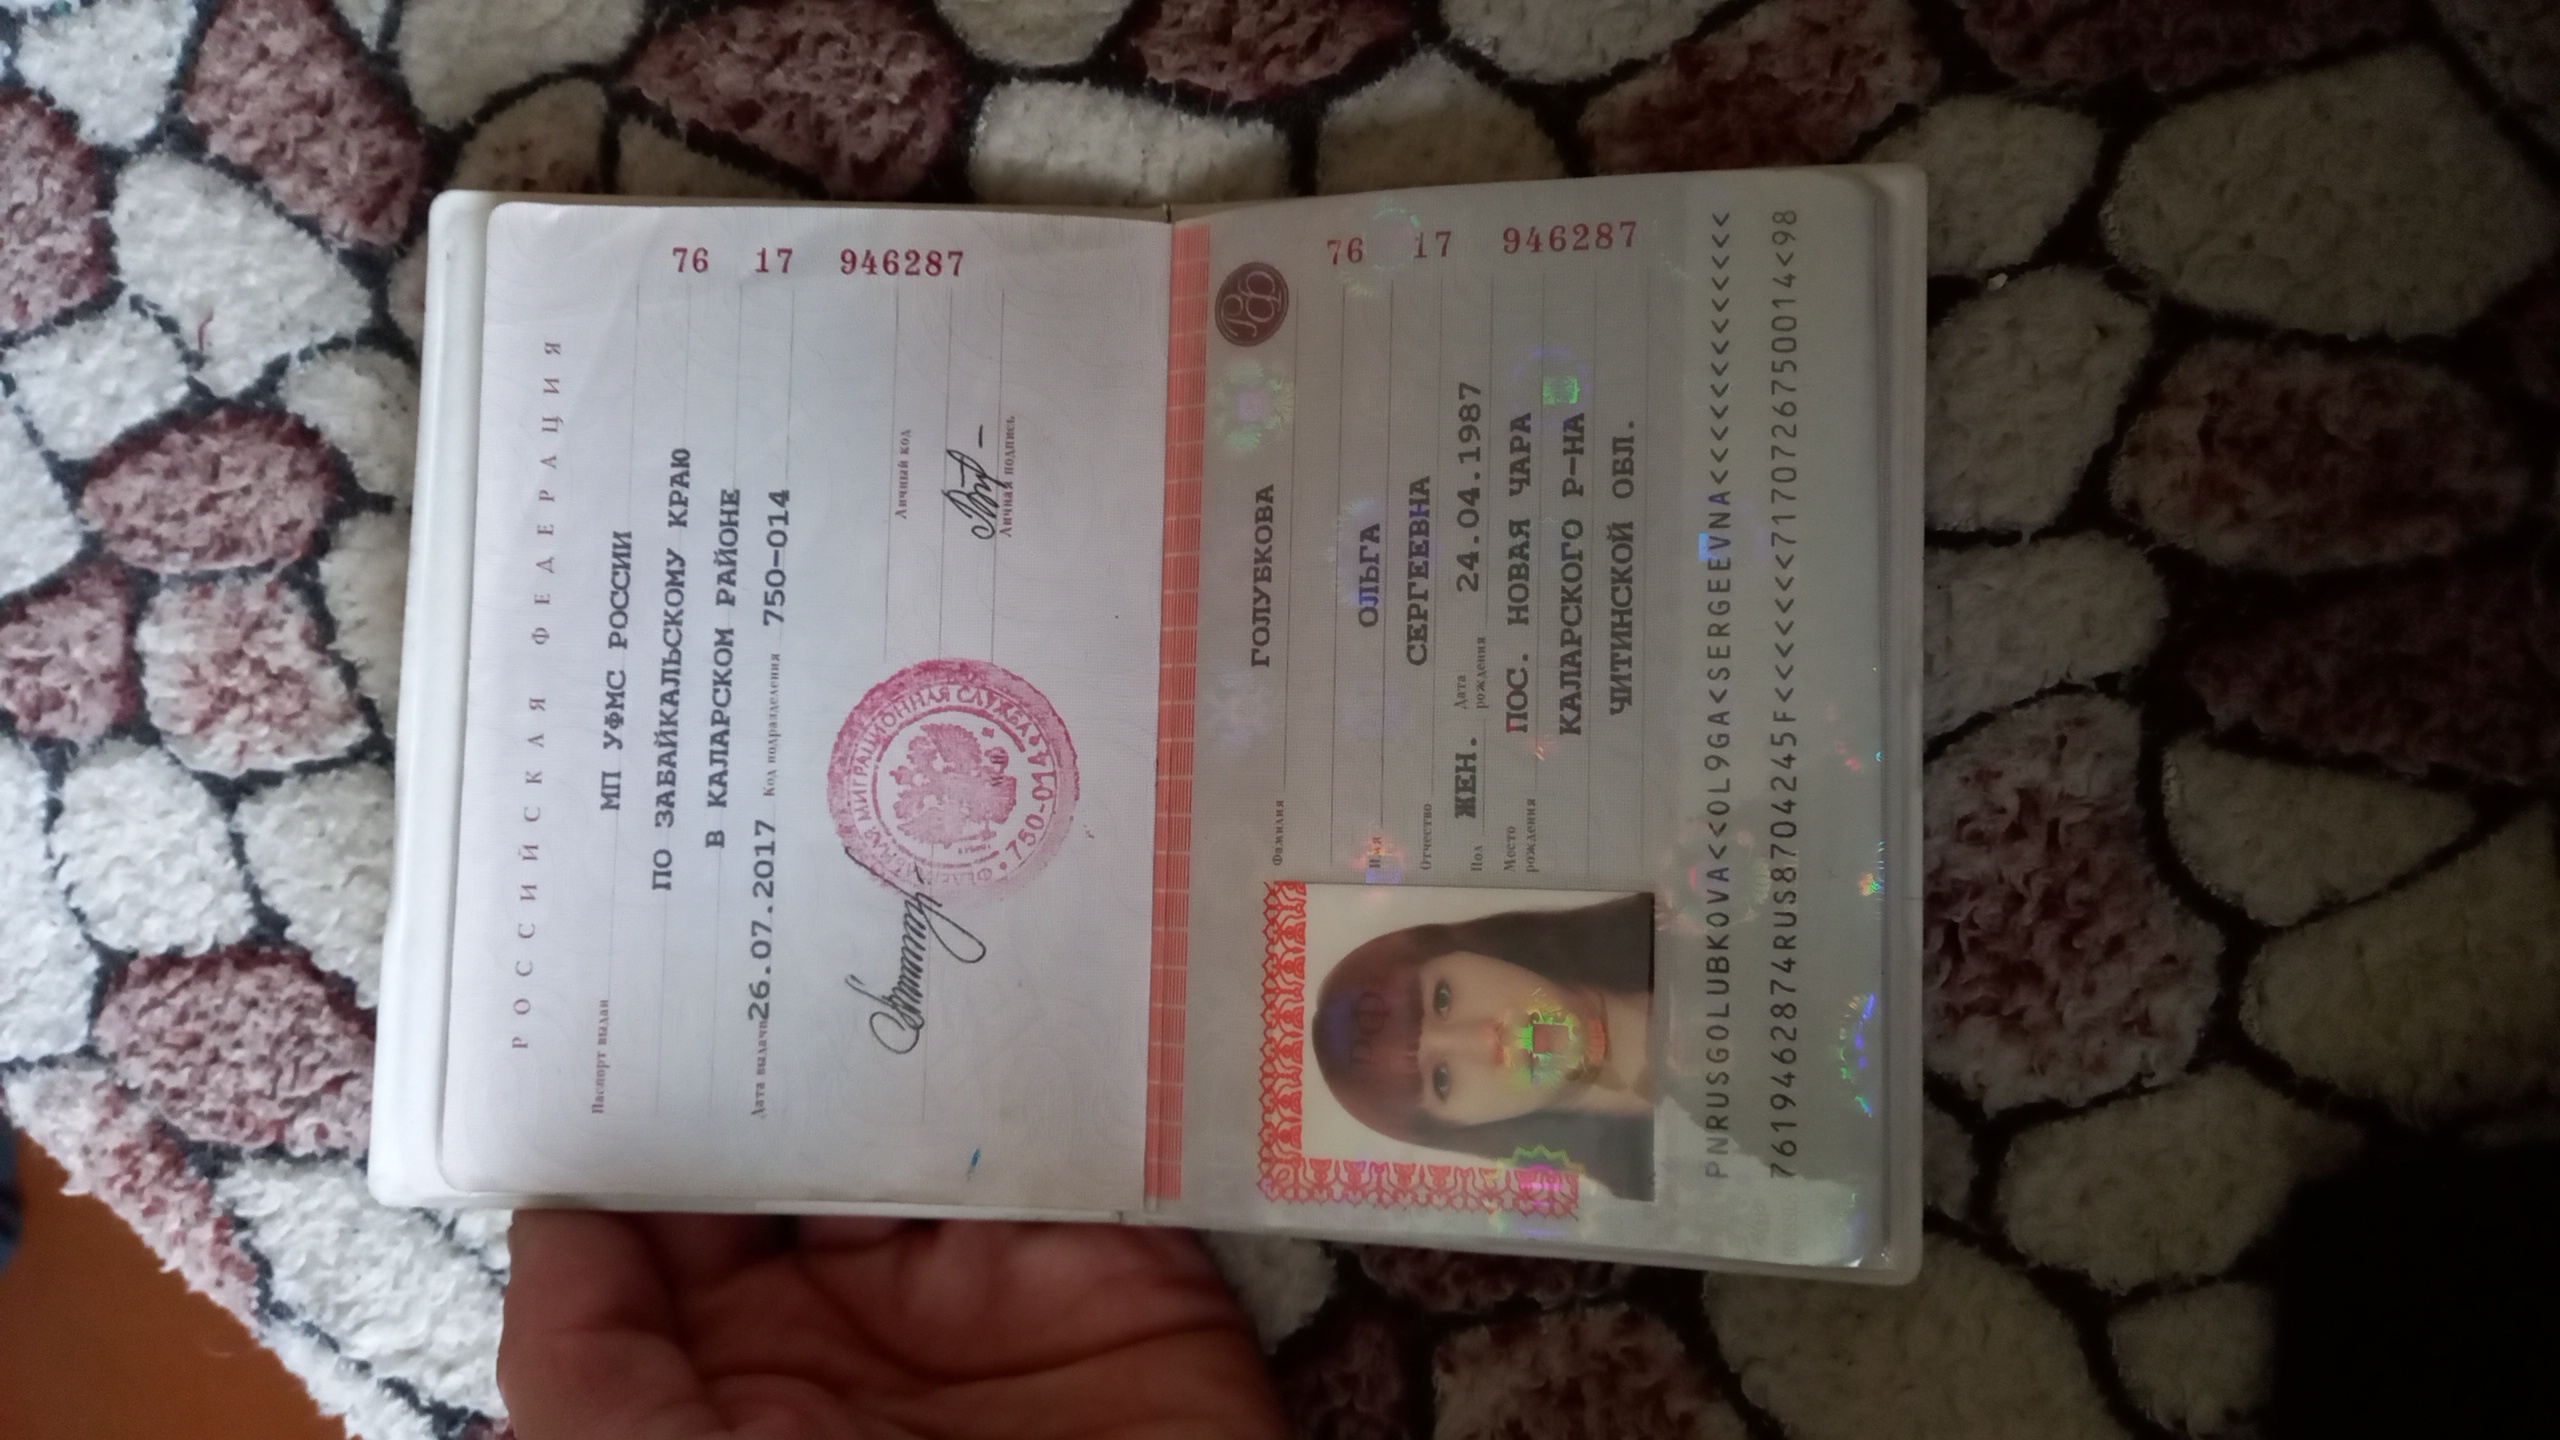 РОССИЙСКАЯ ФЕДЕРАЦИЯ
Паспорт выдан МП УФМС РОССИИ
ПО ЗАБАЙКАЛЬСКОМУ КРАЮ
В КАЛАРСКОМ РАЙОНЕ
Дата выдачи 26.07.2017 Код подразделения 750-014
76 17 946287
ФЕДЕРАЛЬНАЯ МИГРАЦИОННАЯ СЛУЖБА
750-014
М.П.
Личный код
Личная подпись
РФ
Фамилия ГОЛУБКОВА
Имя ОЛЬГА
Отчество СЕРГЕЕВНА
Пол ЖЕН. Дата рождения 24.04.1987
Место рождения ПОС. НОВАЯ ЧАРА
КАЛАРСКОГО Р-НА
ЧИТИНСКОЙ ОБЛ.
76 17 946287
РФ
PNRUSGOLUBKOVA<<OL9GA<SERGEEVNA<<<<<<<<<<<<<
7619462874RUS8704245F<<<<<<<7170726750014<98